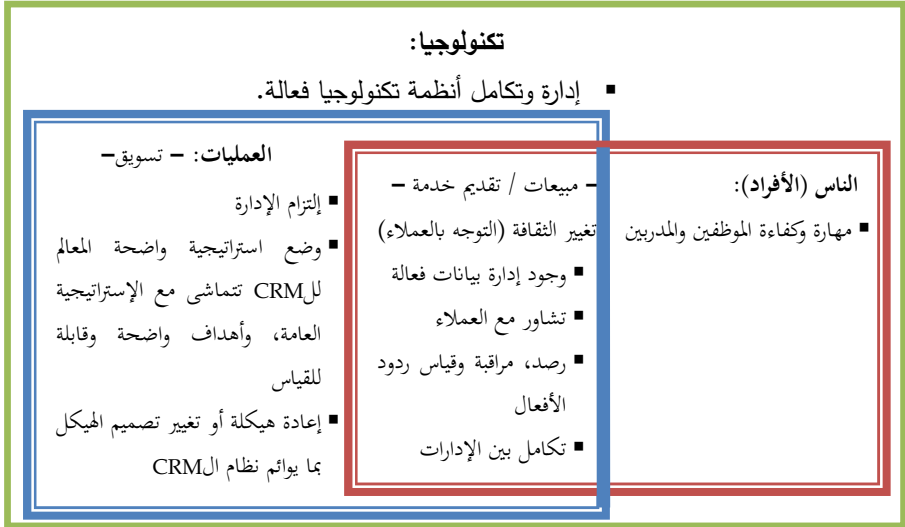 تكنولوجيا:
▪ إدارة وتكامل أنظمة تكنولوجيا فعالة.
الناس (الأفراد):
▪ مهارة وكفاءة الموظفين والمدربين
– مبيعات / تقديم خدمة –
تغيير الثقافة (التوجه بالعملاء)
▪ وجود إدارة بيانات فعالة
▪ تشاور مع العملاء
▪ رصد، مراقبة وقياس ردود
الأفعال
▪ تكامل بين الإدارات
العمليات: – تسويق–
▪ إلتزام الإدارة
▪ وضع استراتيجية واضحة المعالم
للCRM تتماشى مع الإستراتيجية
العامة، وأهداف واضحة وقابلة
للقياس
▪ إعادة هيكلة أو تغيير تصميم الهيكل
بما يوائم نظام الCRM